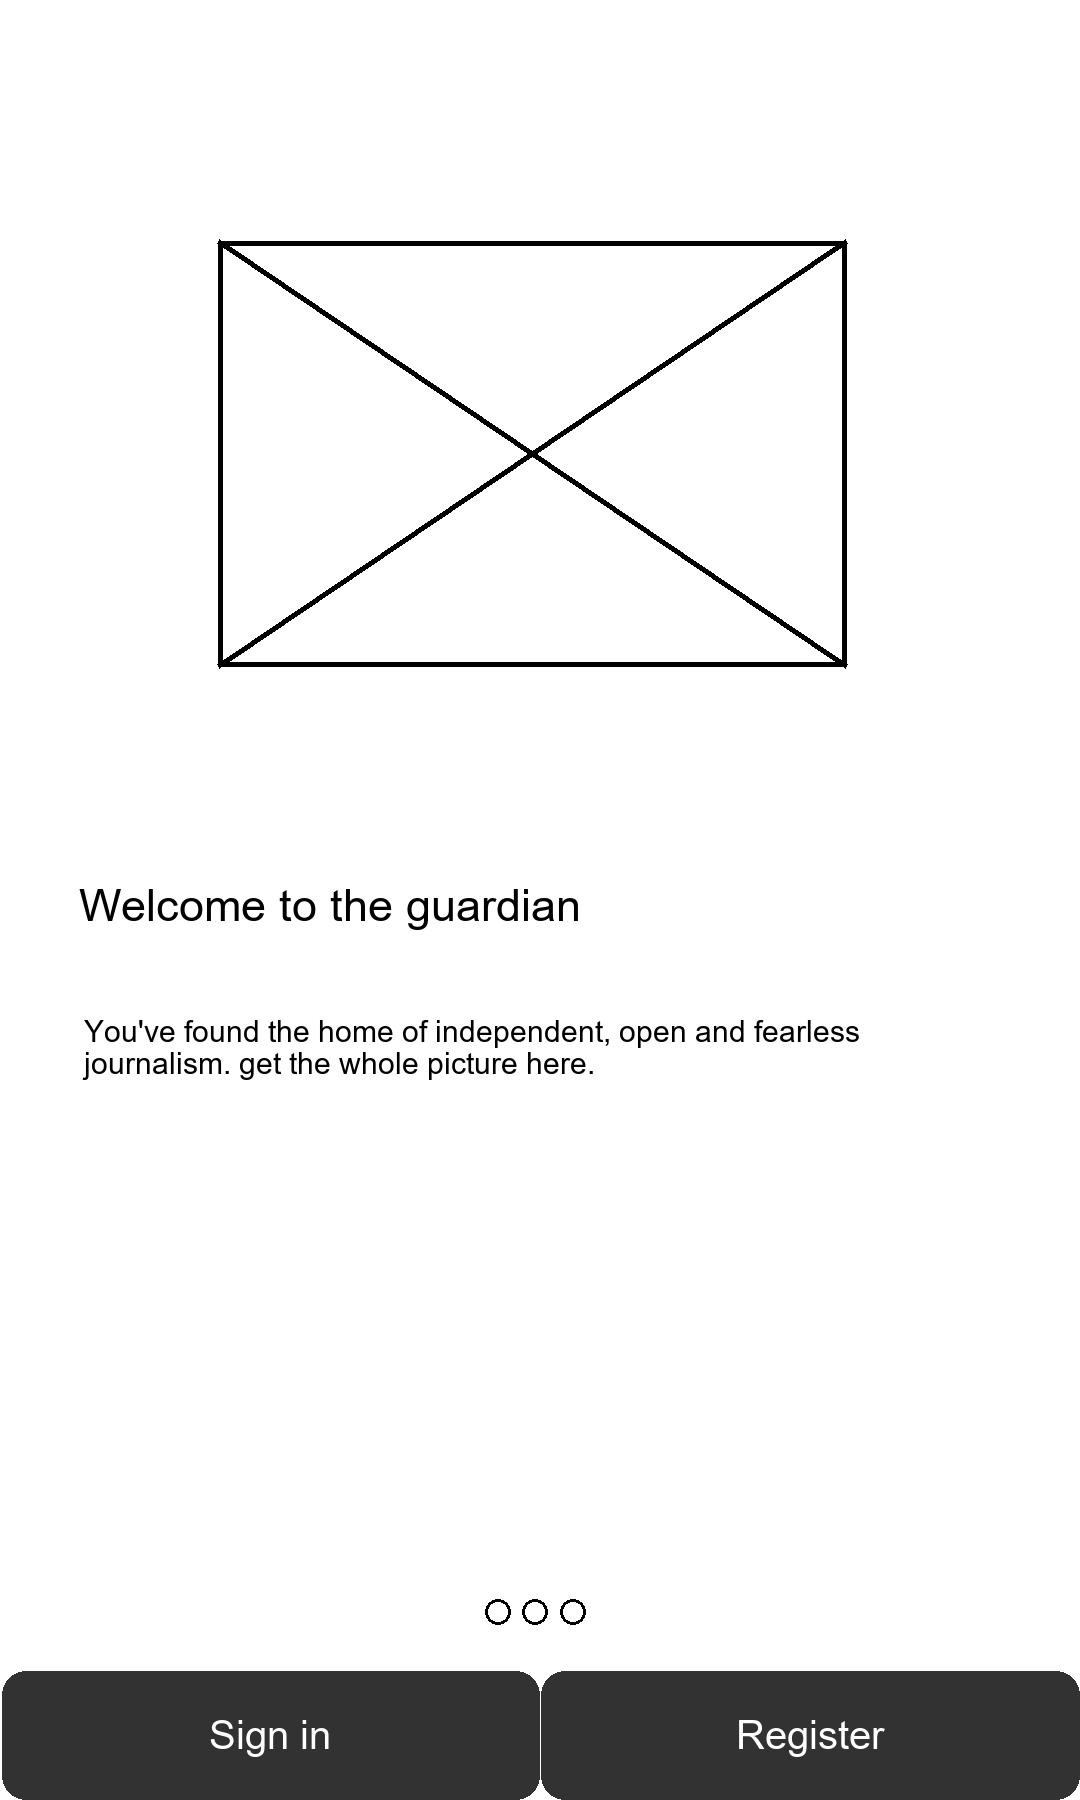 Welcome to the guardian
You've found the home of independent, open and fearless
journalism. get the whole picture here.
Sign in
Register